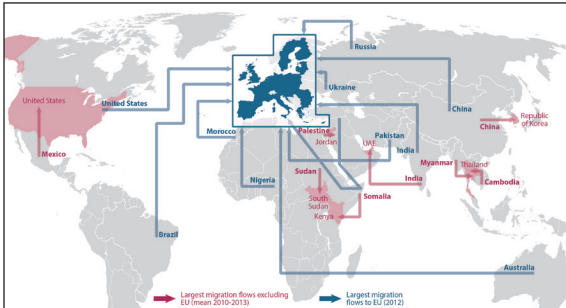 Russia
United States
United States
Ukraine
China
Republic
of Korea
China
Morocco
Palestine
Jordan
Pakistan
UAE
India
Mexico
Myanmar
Thailand
Sudan
India
Cambodia
Nigeria
South
Sudan
Somalia
Kenya
Brazil
Australia
Largest migration flows excluding
EU (mean 2010-2013)
Largest migration
flows to EU (2012)